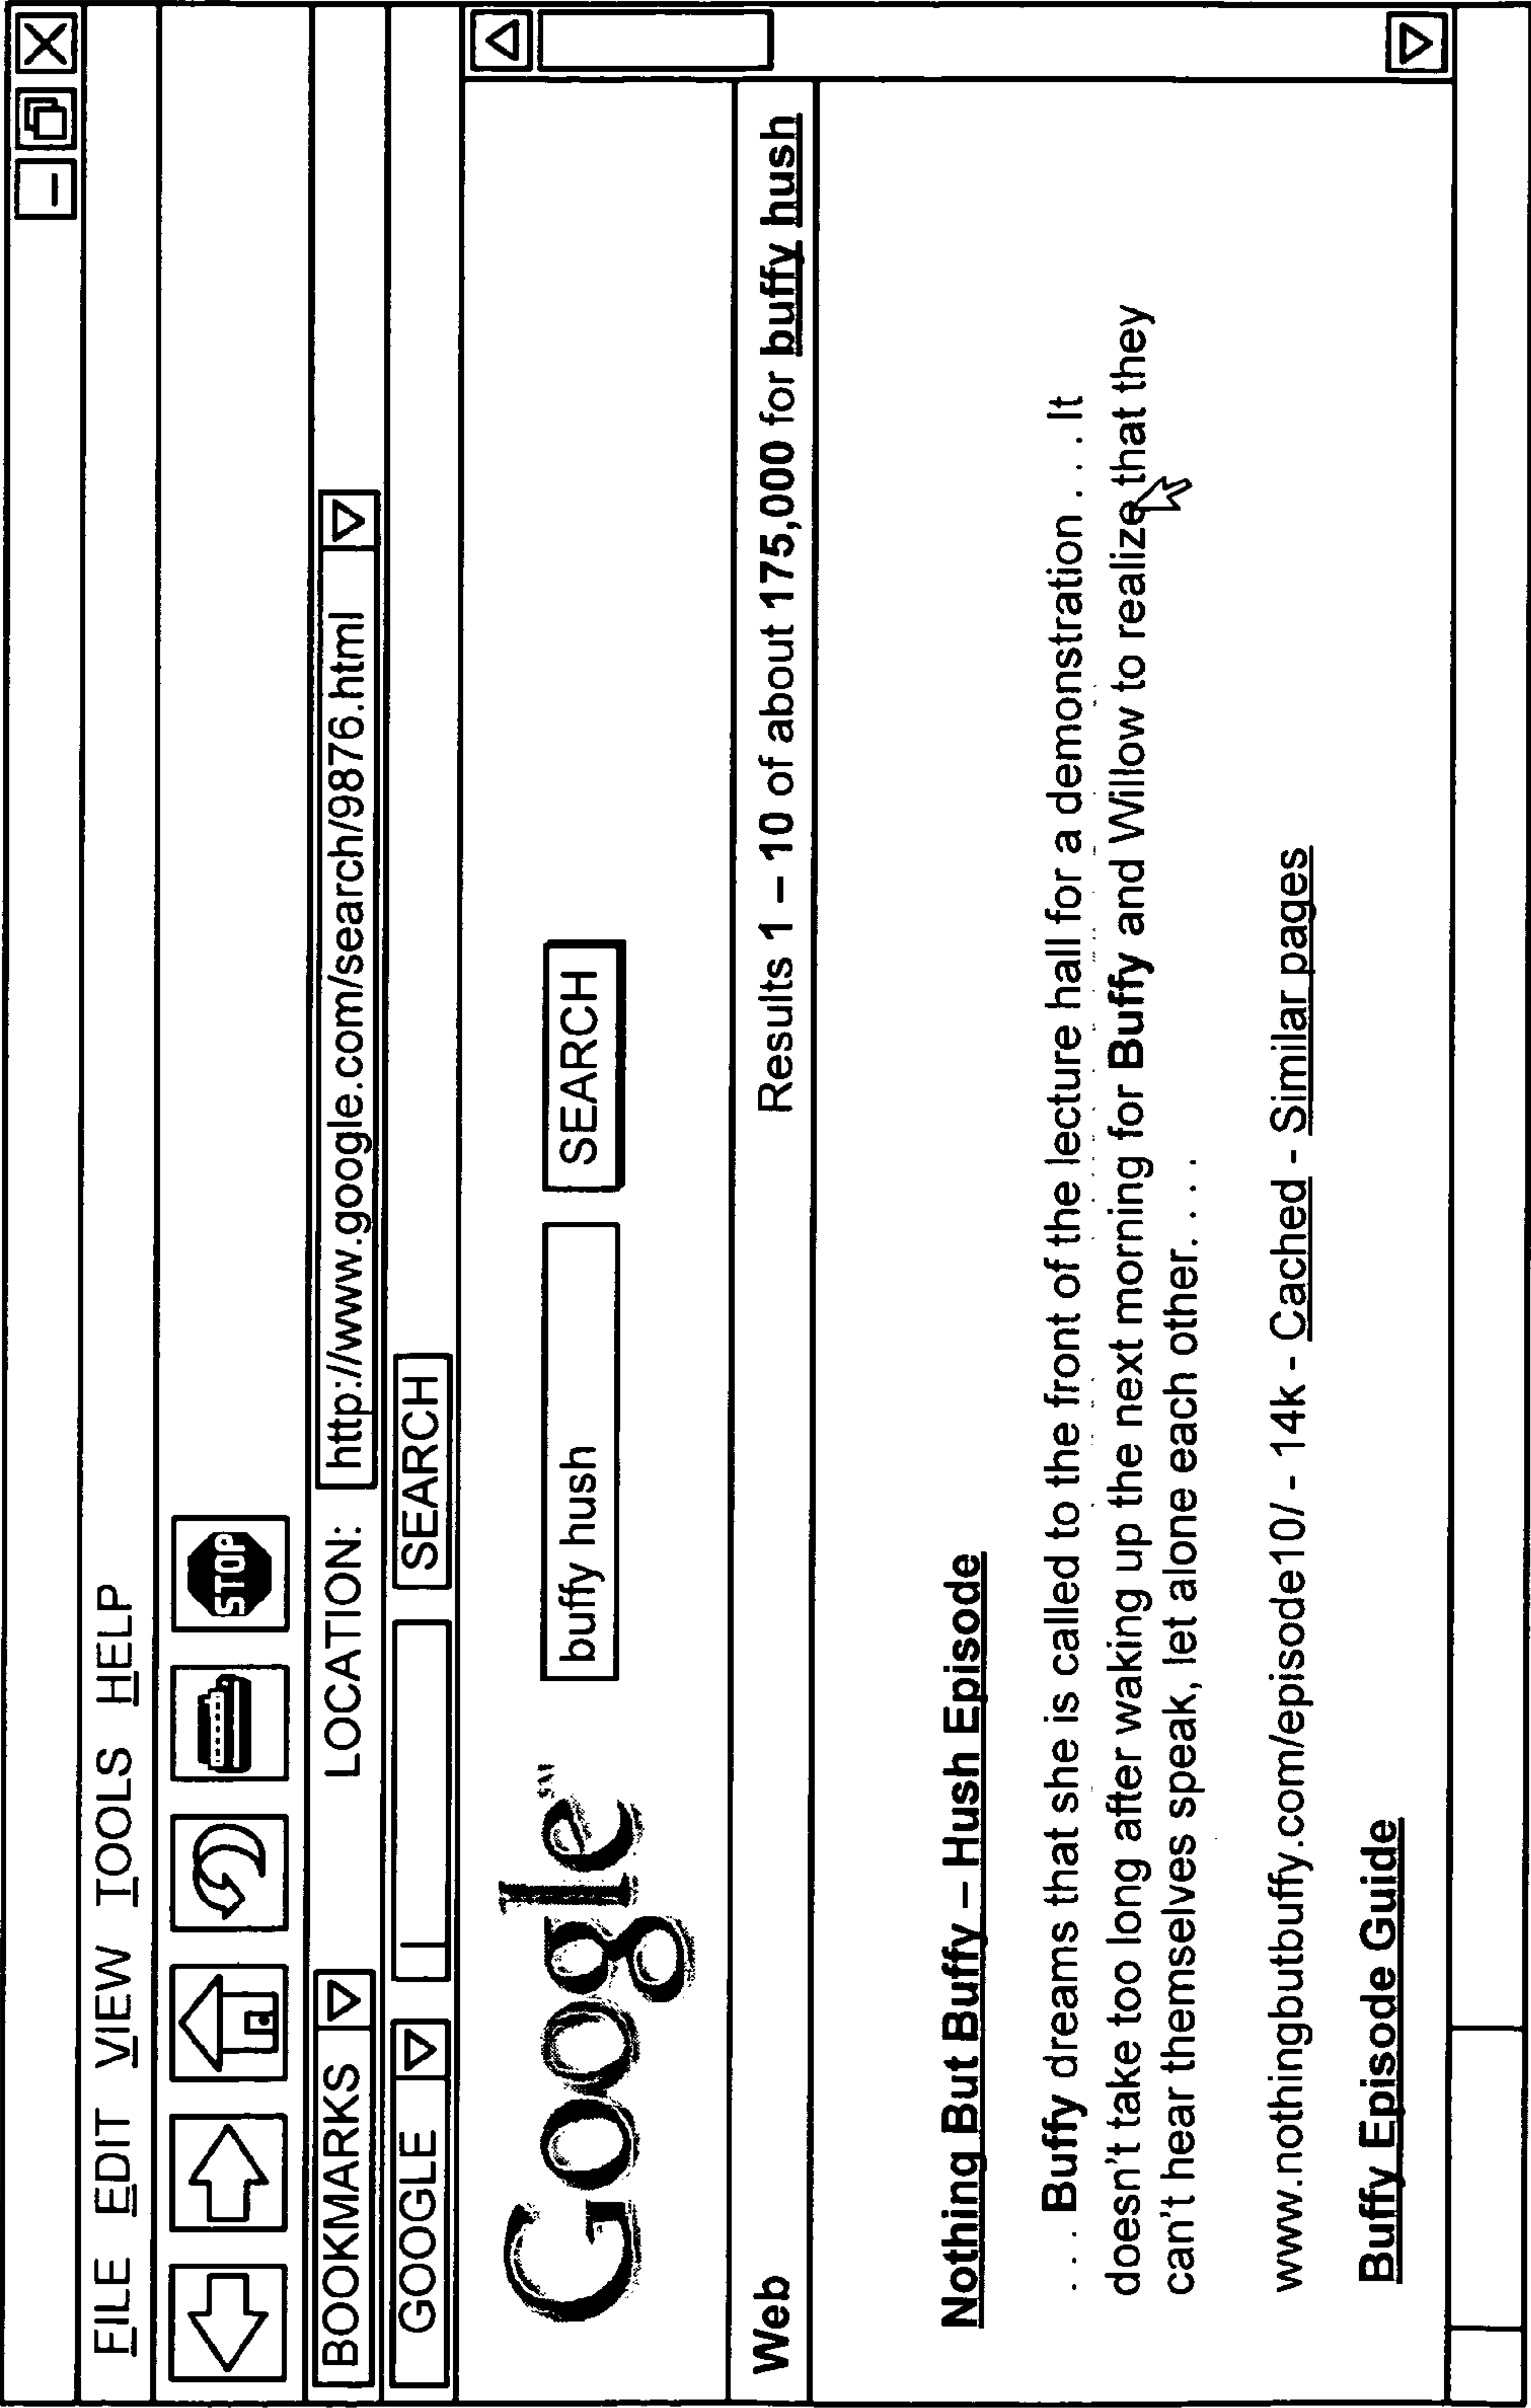 FILE EDIT VIEW TOOLS HELP
STOP
BOOKMARKS LOCATION: http://www.google.com/search/9876.html
GOOGLE SEARCH
Google buffy hush SEARCH
Web Results 1 – 10 of about 175,000 for buffy hush
Nothing But Buffy – Hush Episode
. . . Buffy dreams that she is called to the front of the lecture hall for a demonstration . . . It
doesn't take too long after waking up the next morning for Buffy and Willow to realize that they
can't hear themselves speak, let alone each other. . . .
www.nothingbutbuffy.com/episode10/ - 14k - Cached - Similar pages
Buffy Episode Guide